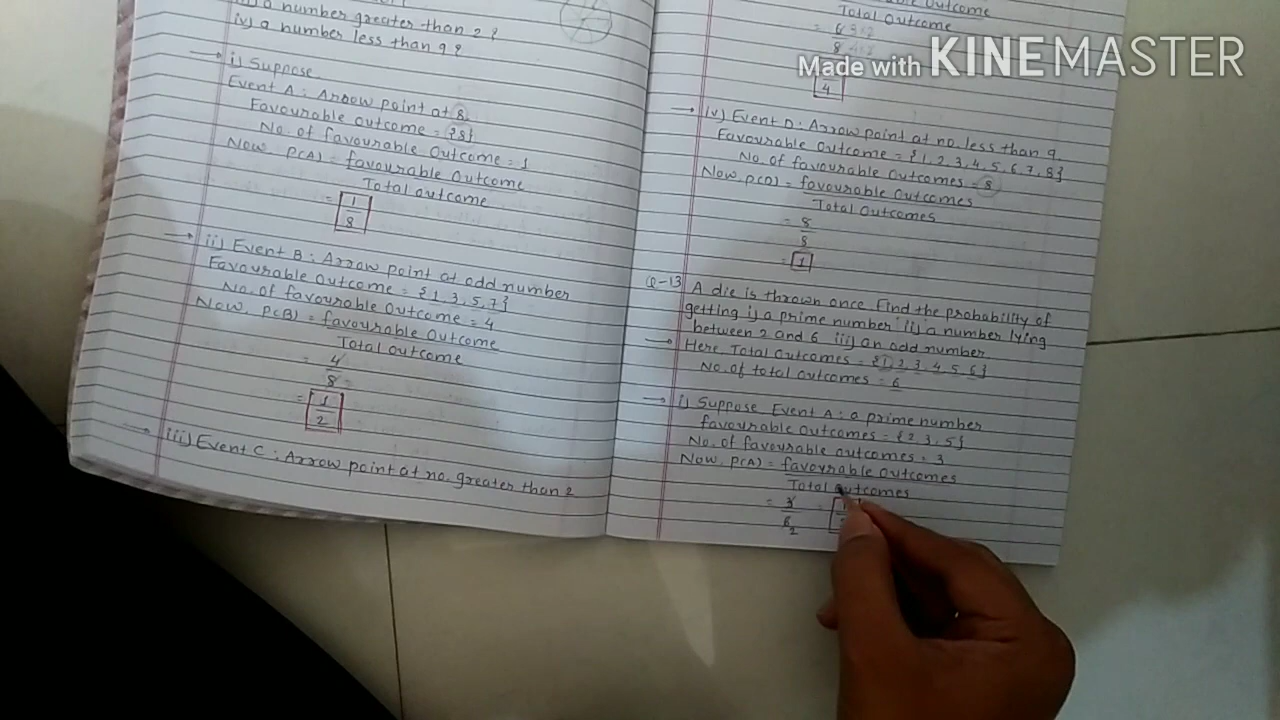 a number greater than 2?
iv) a number less than 9?
→ i) Suppose
Event A : Arrow point at 8
Favourable Outcome = {8}
No. of favourable Outcome = 1
Now P(A) = favourable Outcome
Total outcome
= 1
8
→ ii) Event B : Arrow point at odd number
Favourable Outcome = {1, 3, 5, 7}
No. of favourable Outcome = 4
Now, P(B) = favourable Outcome
Total Outcome
4
8
= 1
2
→ iii) Event C : Arrow point at no. greater than 2
Outcome
Total Outcome
= 6
8
4
Made with KINEMASTER
→ iv) Event D : Arrow point at no. less than 9.
Favourable Outcome = {1, 2, 3, 4, 5, 6, 7, 8}
No. of favourable Outcomes = 8
Now, P(D) = favourable Outcomes
Total Outcomes
= 8
8
= 1
Q-13 A die is thrown once. Find the probability of
getting i) a prime number ii) a number lying
between 2 and 6 iii) an odd number
→ Here, Total Outcomes = {1, 2, 3, 4, 5, 6}
No. of total outcomes = 6
→ i) Suppose Event A : a prime number
favourable Outcomes = {2, 3, 5}
No. of favourable Outcomes = 3
Now, P(A) = favourable Outcomes
Total Outcomes
= 3
6 2